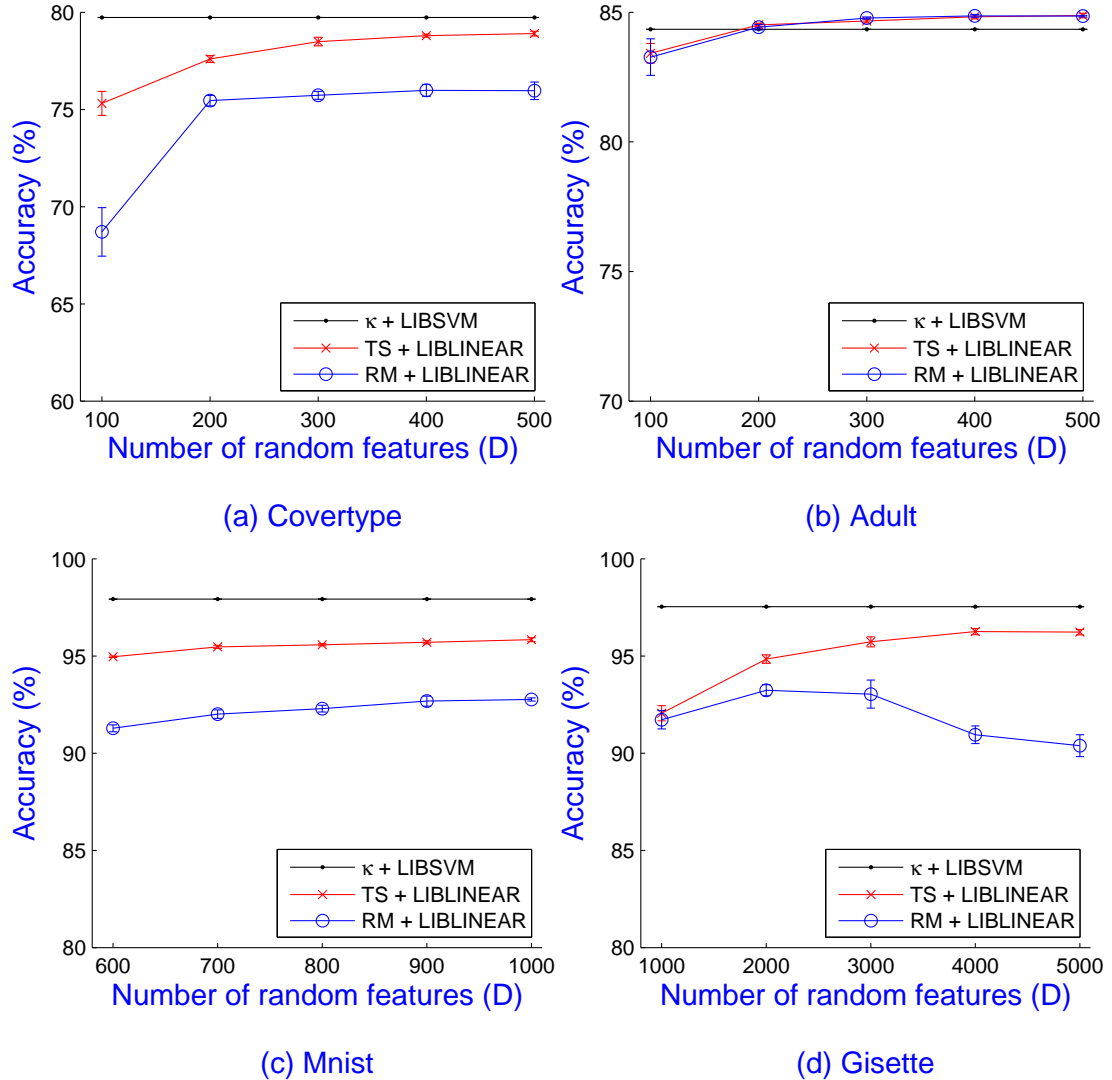 80
75
70
65
60
Accuracy (%)
κ + LIBSVM
TS + LIBLINEAR
RM + LIBLINEAR
100 200 300 400 500
Number of random features (D)
(a) Covertype
85
80
75
70
Accuracy (%)
κ + LIBSVM
TS + LIBLINEAR
RM + LIBLINEAR
100 200 300 400 500
Number of random features (D)
(b) Adult
100
95
90
85
80
Accuracy (%)
κ + LIBSVM
TS + LIBLINEAR
RM + LIBLINEAR
600 700 800 900 1000
Number of random features (D)
(c) Mnist
100
95
90
85
80
Accuracy (%)
κ + LIBSVM
TS + LIBLINEAR
RM + LIBLINEAR
1000 2000 3000 4000 5000
Number of random features (D)
(d) Gisette